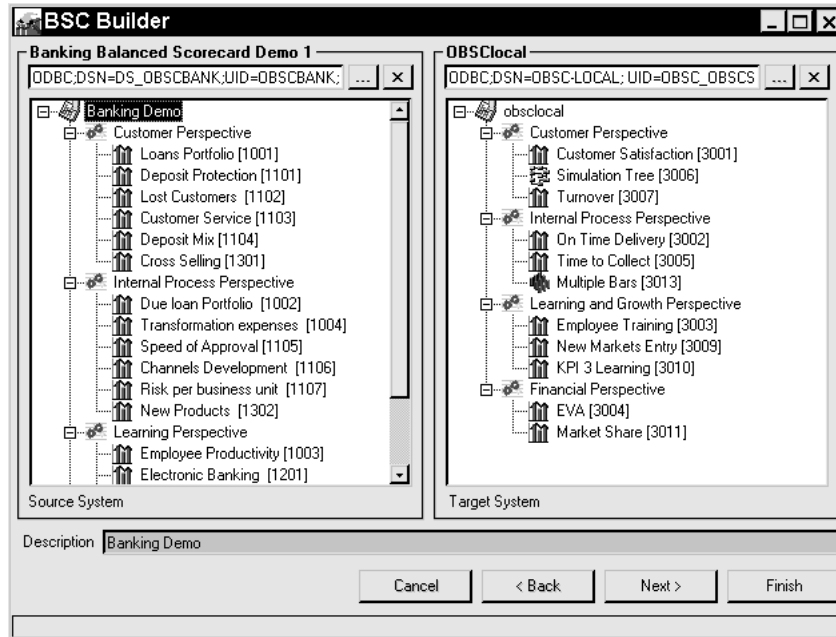 BSC Builder
Banking Balanced Scorecard Demo 1
ODBC;DSN=DS_OBSCBANK;UID=OBSCBANK;
...
Banking Demo
Customer Perspective
Loans Portfolio [1001]
Deposit Protection [1101]
Lost Customers [1102]
Customer Service [1103]
Deposit Mix [1104]
Cross Selling [1301]
Internal Process Perspective
Due loan Portfolio [1002]
Transformation expenses [1004]
Speed of Approval [1105]
Channels Development [1106]
Risk per business unit [1107]
New Products [1302]
Learning Perspective
Employee Productivity [1003]
Electronic Banking [1201]
Source System
OBSClocal
ODBC;DSN=OBSC-LOCAL; UID=OBSC_OBSCS
...
obsclocal
Customer Perspective
Customer Satisfaction [3001]
Simulation Tree [3006]
Turnover [3007]
Internal Process Perspective
On Time Delivery [3002]
Time to Collect [3005]
Multiple Bars [3013]
Learning and Growth Perspective
Employee Training [3003]
New Markets Entry [3009]
KPI 3 Learning [3010]
Financial Perspective
EVA [3004]
Market Share [3011]
Target System
Description Banking Demo
Cancel < Back Next > Finish